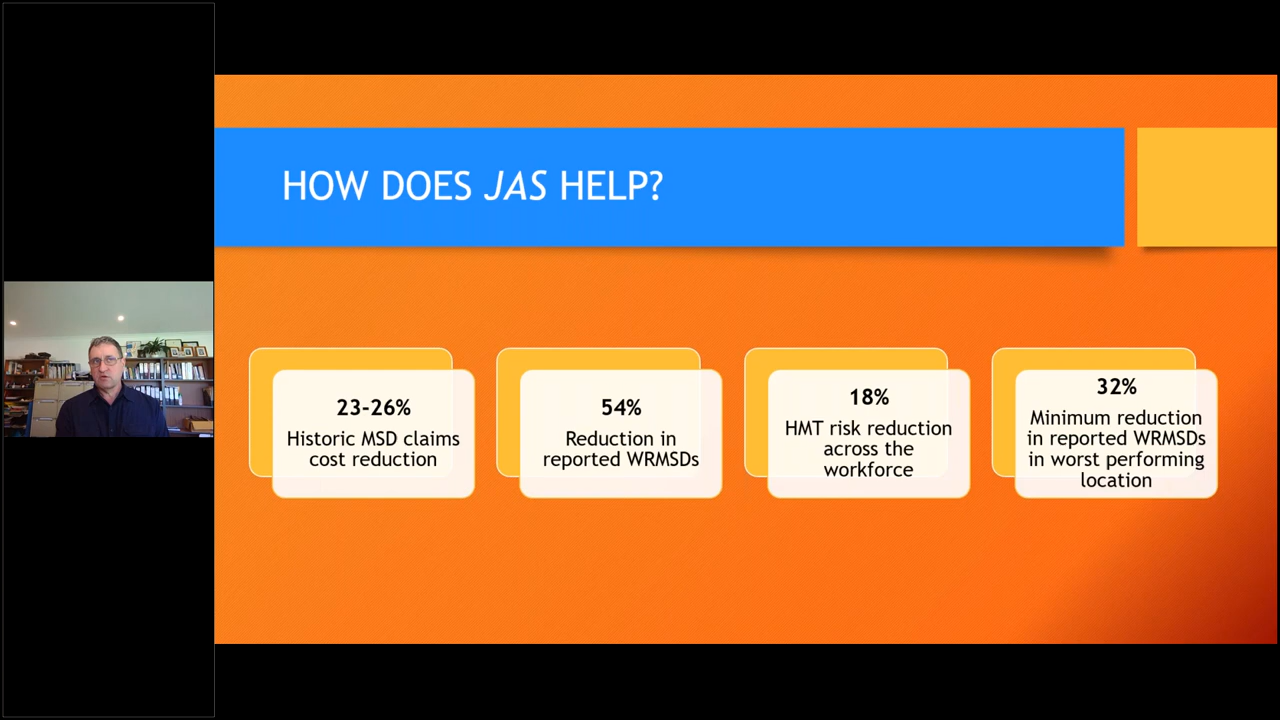 HOW DOES JAS HELP?
23-26%
Historic MSD claims
cost reduction
54%
Reduction in
reported WRMSDs
18%
HMT risk reduction
across the
workforce
32%
Minimum reduction
in reported WRMSDs
in worst performing
location